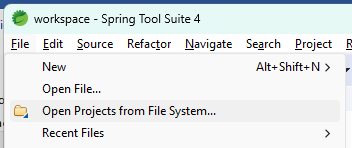 workspace - Spring Tool Suite 4
File Edit Source Refactor Navigate Search Project
New Alt+Shift+N >
Open File...
Open Projects from File System...
Recent Files >